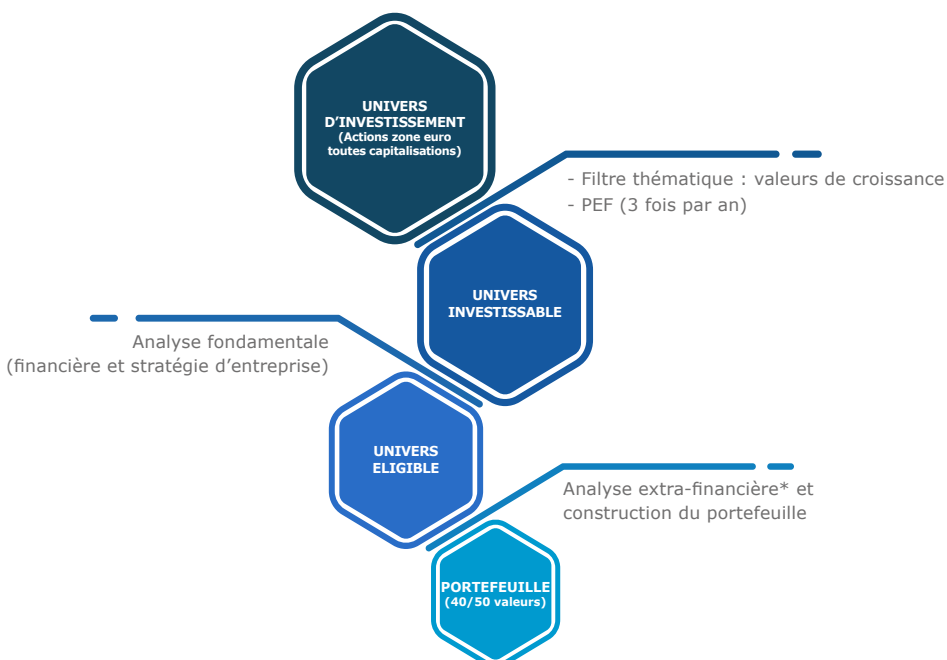 UNIVERS
D'INVESTISSEMENT
(Actions zone euro
toutes capitalisations)
- Filtre thématique : valeurs de croissance
- PEF (3 fois par an)
UNIVERS
INVESTISSABLE
Analyse fondamentale
(financière et stratégie d'entreprise)
UNIVERS
ELIGIBLE
Analyse extra-financière* et
construction du portefeuille
PORTEFEUILLE
(40/50 valeurs)